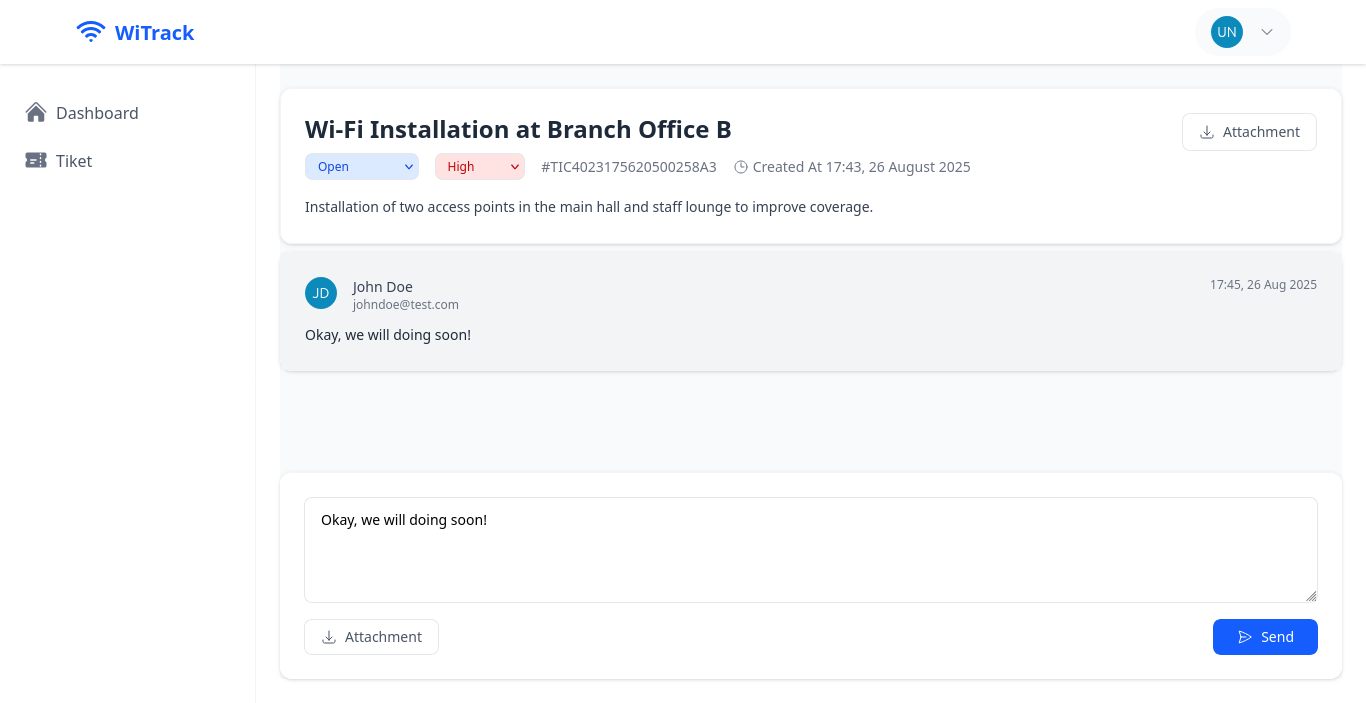 WiTrack
UN
Dashboard
Tiket
Wi-Fi Installation at Branch Office B
Attachment
Open
High
#TIC4023175620500258A3
Created At 17:43, 26 August 2025
Installation of two access points in the main hall and staff lounge to improve coverage.
JD
John Doe
17:45, 26 Aug 2025
johndoe@test.com
Okay, we will doing soon!
Okay, we will doing soon!
Attachment
Send